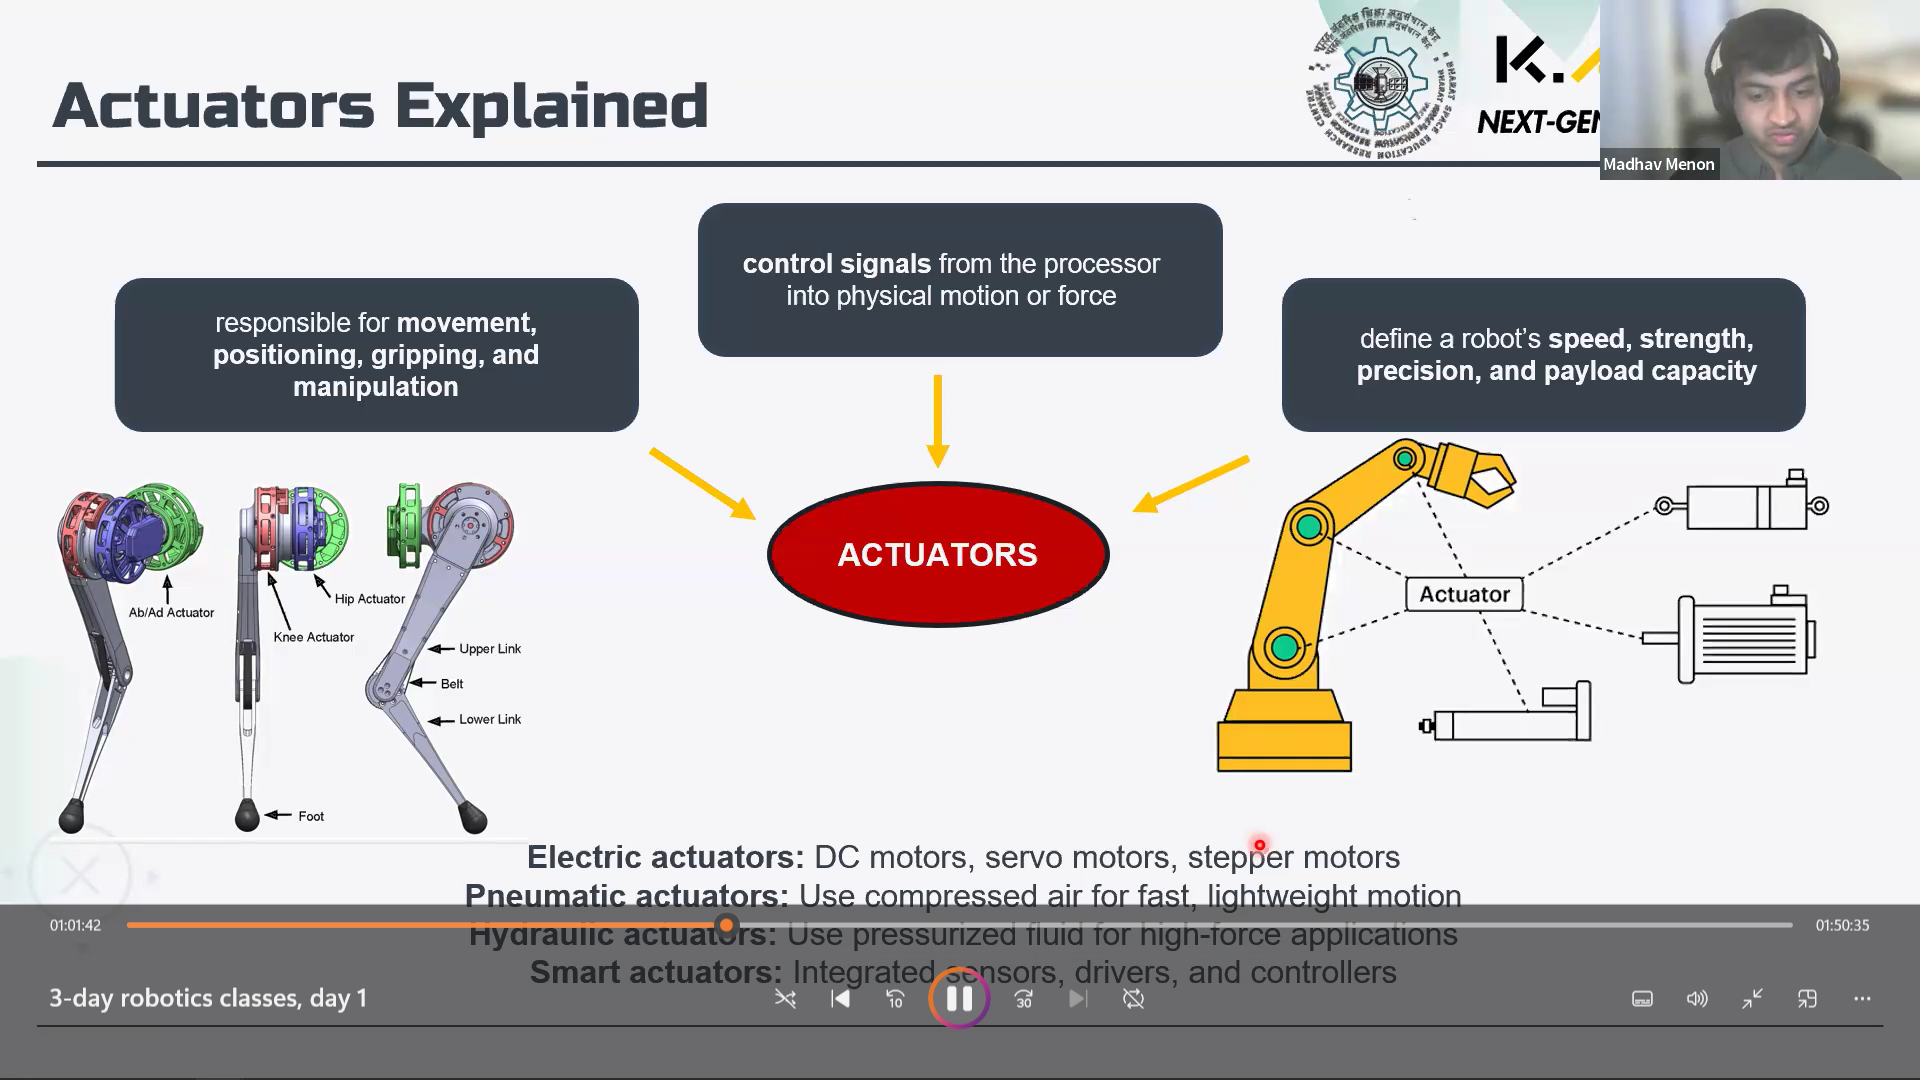 Actuators Explained
K.
NEXT-GEN
Madhav Menon
control signals from the processor
into physical motion or force
responsible for movement,
positioning, gripping, and
manipulation
define a robot's speed, strength,
precision, and payload capacity
ACTUATORS
Ab/Ad Actuator
Hip Actuator
Knee Actuator
Upper Link
Belt
Lower Link
Foot
Actuator
Electric actuators: DC motors, servo motors, stepper motors
Pneumatic actuators: Use compressed air for fast, lightweight motion
Hydraulic actuators: Use pressurized fluid for high-force applications
Smart actuators: Integrated sensors, drivers, and controllers
01:01:42
01:50:35
3-day robotics classes, day 1
10
30